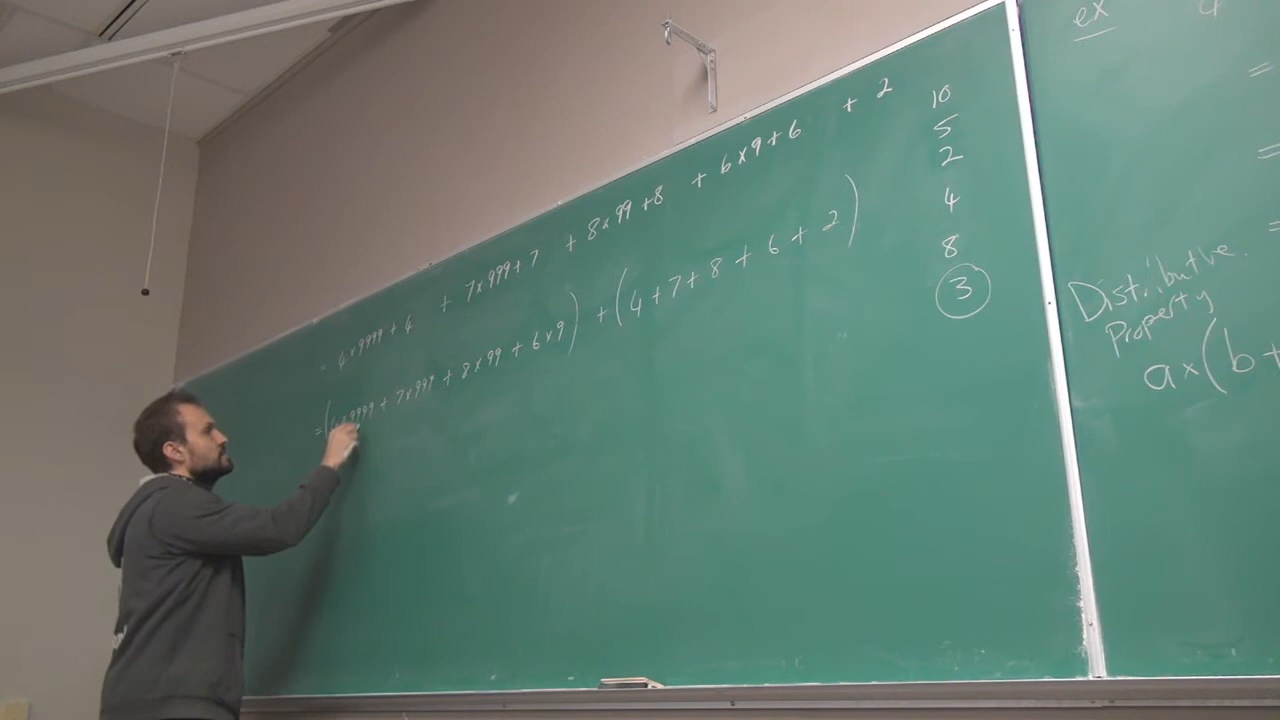 = 4×9999 + 4 + 7×999+7 + 8×99+8 + 6×9+6 + 2
=(4×9999 + 7×999 + 8×99 + 6×9) + (4+7+8+6+2)
10
5
2
4
8
3
ex 4
=
=
=
Distributive
Property
a×(b+